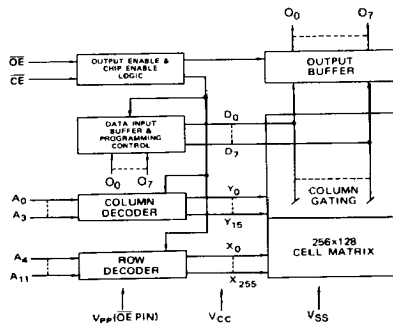 O₀ O₇
OE
CE
OUTPUT ENABLE &
CHIP ENABLE
LOGIC
OUTPUT
BUFFER
DATA INPUT
BUFFER &
PROGRAMMING
CONTROL
D₀
D₇
O₀ O₇
A₀
A₃
COLUMN
DECODER
Y₀
Y₁₅
COLUMN
GATING
A₄
A₁₁
ROW
DECODER
X₀
X₂₅₅
256×128
CELL MATRIX
VPP(OE PIN) VCC VSS